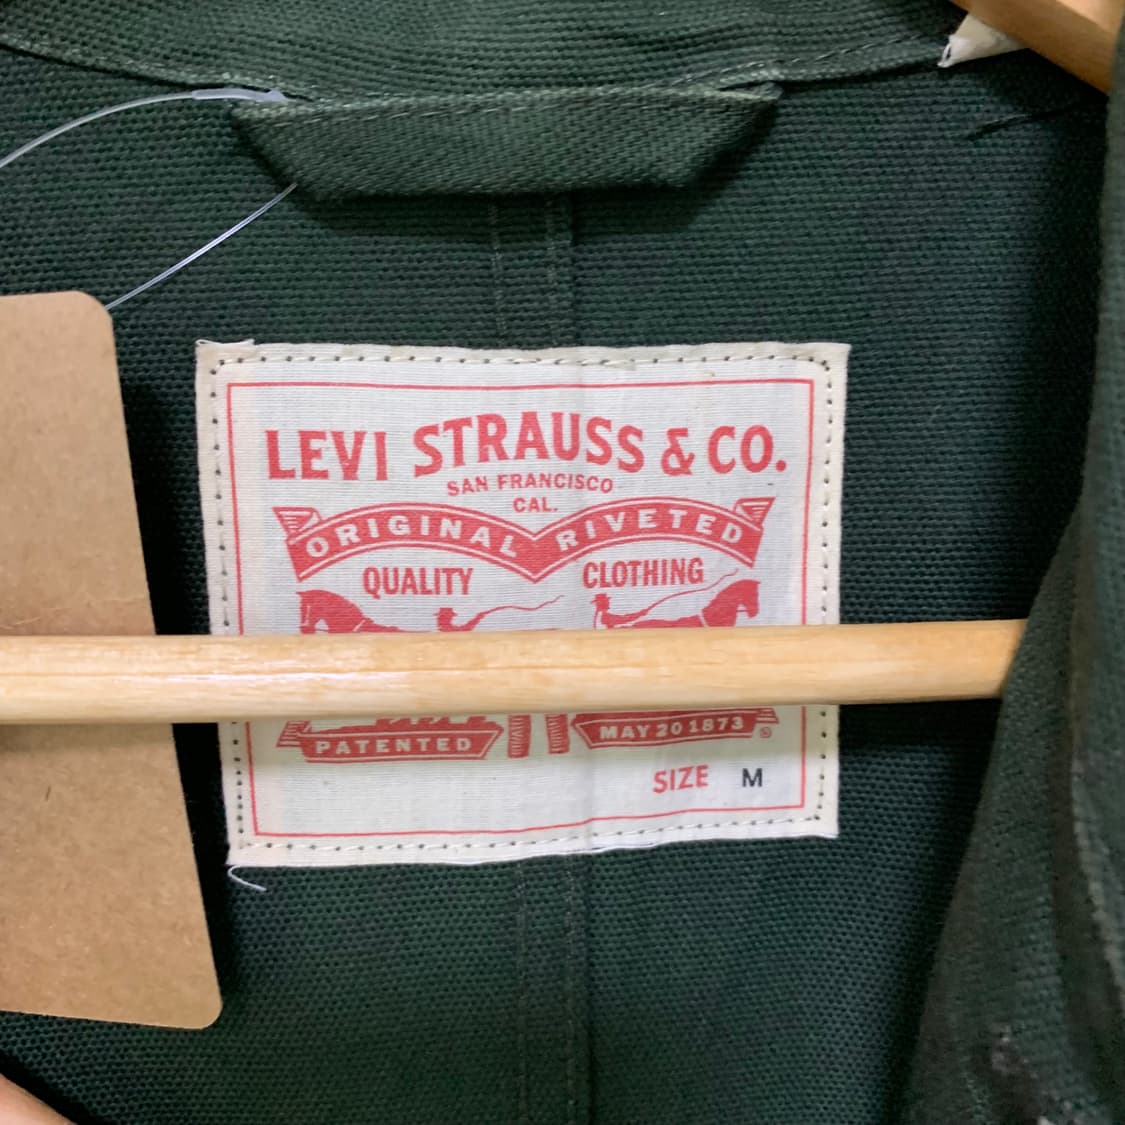 LEVI STRAUSS & CO.
SAN FRANCISCO
CAL.
ORIGINAL RIVETED
QUALITY CLOTHING
PATENTED MAY 20 1873 ®
SIZE M